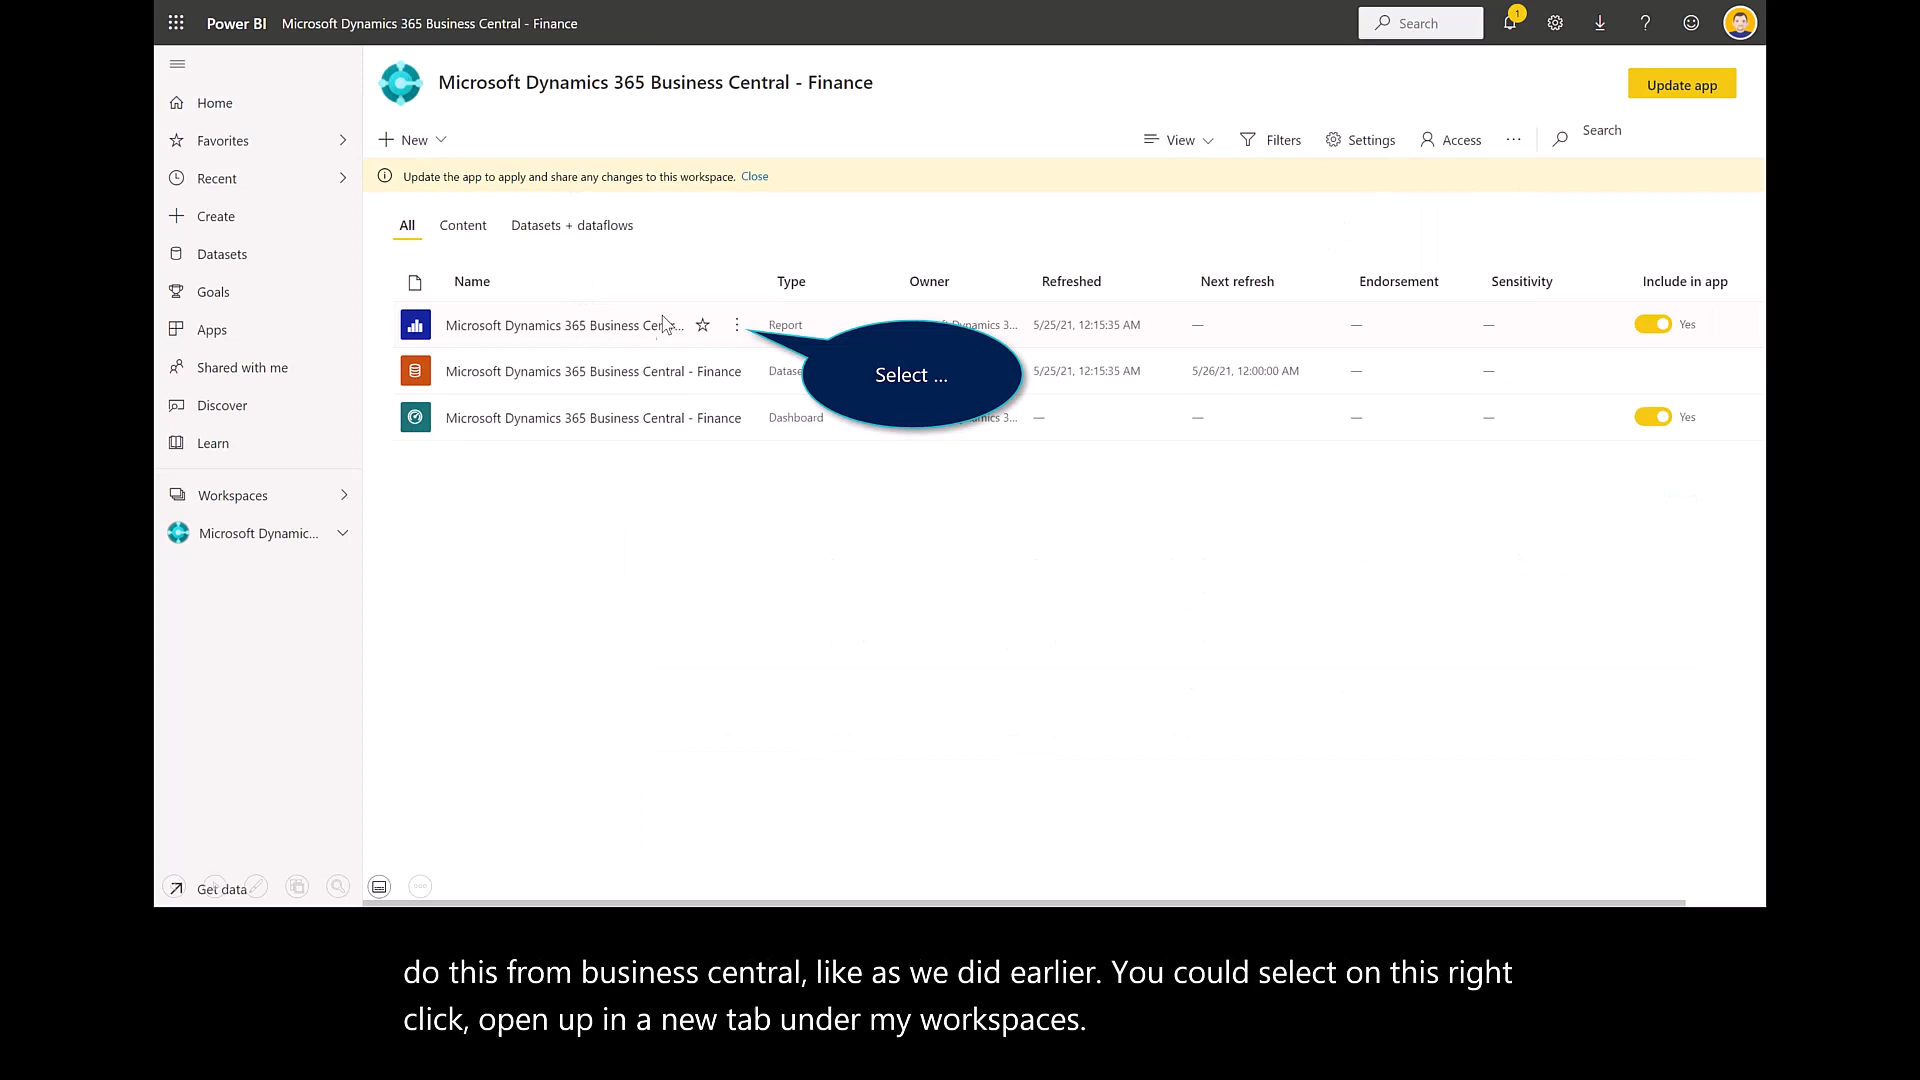 Power BI Microsoft Dynamics 365 Business Central - Finance Search 1
Microsoft Dynamics 365 Business Central - Finance Update app
New View Filters Settings Access ... Search
Update the app to apply and share any changes to this workspace. Close
All Content Datasets + dataflows
Name Type Owner Refreshed Next refresh Endorsement Sensitivity Include in app
Microsoft Dynamics 365 Business Cen... Report 5/25/21, 12:15:35 AM — — — Yes
Microsoft Dynamics 365 Business Central - Finance 5/25/21, 12:15:35 AM 5/26/21, 12:00:00 AM — —
Microsoft Dynamics 365 Business Central - Finance Dashboard — — — — Yes
Select ...
Home
Favorites
Recent
Create
Datasets
Goals
Apps
Shared with me
Discover
Learn
Workspaces
Microsoft Dynamic...
Get data
do this from business central, like as we did earlier. You could select on this right
click, open up in a new tab under my workspaces.